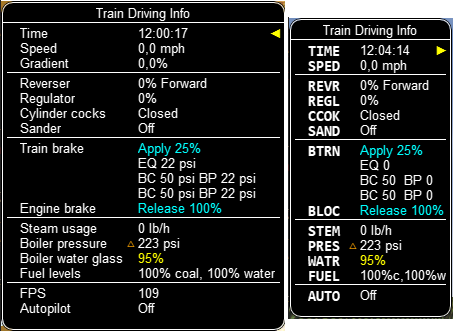 Train Driving Info
Time 12:00:17
Speed 0,0 mph
Gradient 0,0%
Reverser 0% Forward
Regulator 0%
Cylinder cocks Closed
Sander Off
Train brake Apply 25%
EQ 22 psi
BC 50 psi BP 22 psi
BC 50 psi BP 22 psi
Engine brake Release 100%
Steam usage 0 lb/h
Boiler pressure 223 psi
Boiler water glass 95%
Fuel levels 100% coal, 100% water
FPS 109
Autopilot Off
Train Driving Info
TIME 12:04:14
SPED 0,0 mph
REVR 0% Forward
REGL 0%
CCOK Closed
SAND Off
BTRN Apply 25%
EQ 0
BC 50 BP 0
BC 50 BP 0
BLOC Release 100%
STEM 0 lb/h
PRES 223 psi
WATR 95%
FUEL 100%c,100%w
AUTO Off